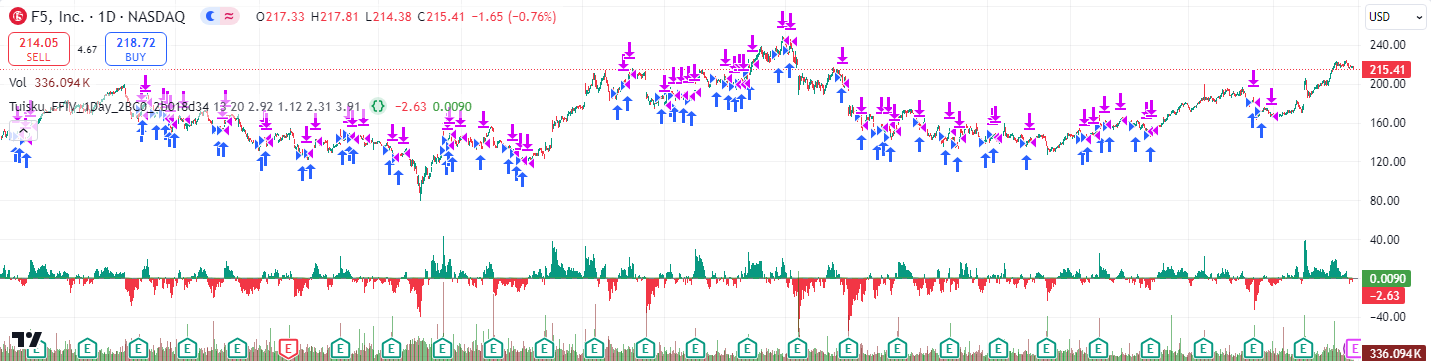 F5, Inc. · 1D · NASDAQ O217.33 H217.81 L214.38 C215.41 −1.65 (−0.76%)
USD
214.05 SELL
4.67
218.72 BUY
Vol 336.094K
13 20 2.92 1.12 2.31 3.91 {} −2.63 0.0090
240.00
215.41
200.00
160.00
120.00
80.00
40.00
0.0090
−2.63
−40.00
336.094K
E E E E E E E E E E E E E E E E E E E E E E E E E E E